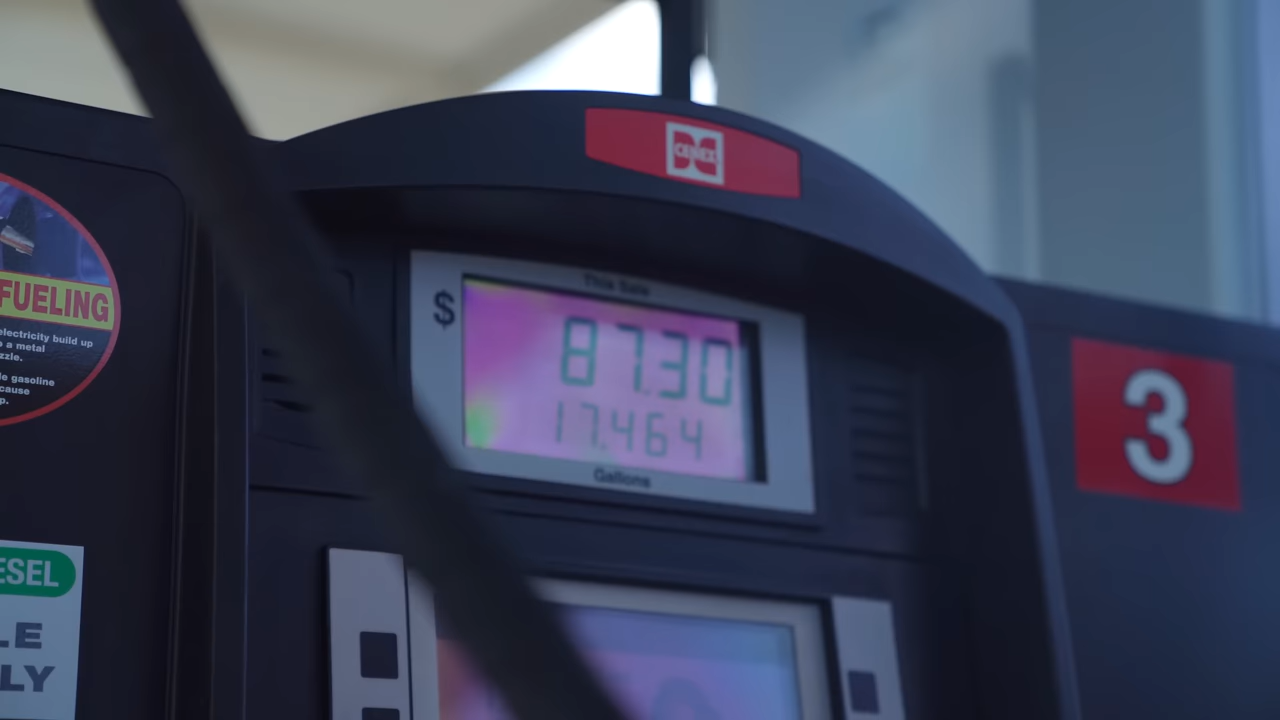 CENEX
This Sale
$ 87.30
17.464
Gallons
3
FUELING
electricity build up
o a metal
zzle.
le gasoline
cause
p.
ESEL
LE
LY